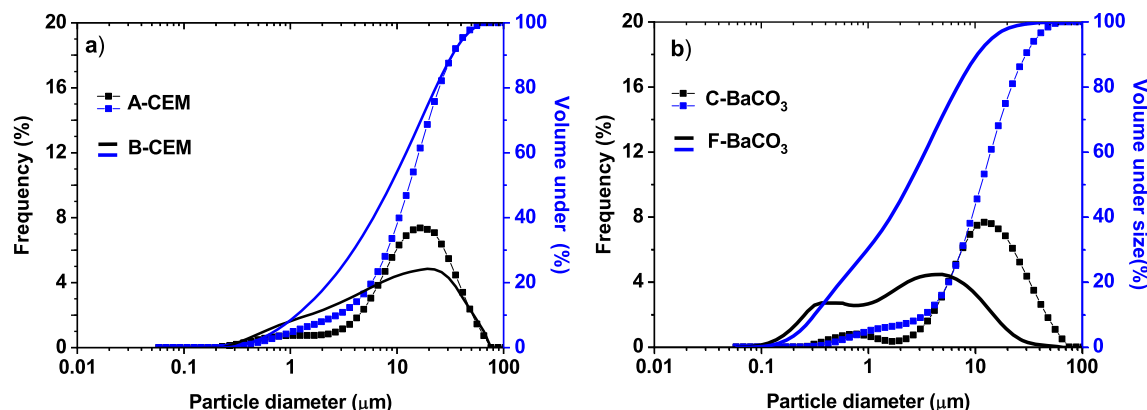 a)
A-CEM
B-CEM
Frequency (%)
20
16
12
8
4
0
0.01
0.1
1
10
100
Particle diameter (μm)
100
80
60
40
20
0
Volume under (%)
b)
C-BaCO3
F-BaCO3
Frequency (%)
20
16
12
8
4
0
0.01
0.1
1
10
100
Particle diameter (μm)
100
80
60
40
20
0
Volume under size(%)